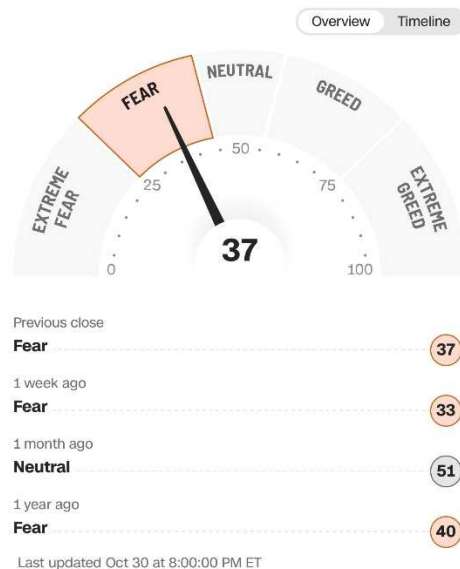 Overview Timeline
EXTREME
FEAR
FEAR
NEUTRAL
GREED
EXTREME
GREED
0
25
50
75
100
37
Previous close
Fear 37
1 week ago
Fear 33
1 month ago
Neutral 51
1 year ago
Fear 40
Last updated Oct 30 at 8:00:00 PM ET